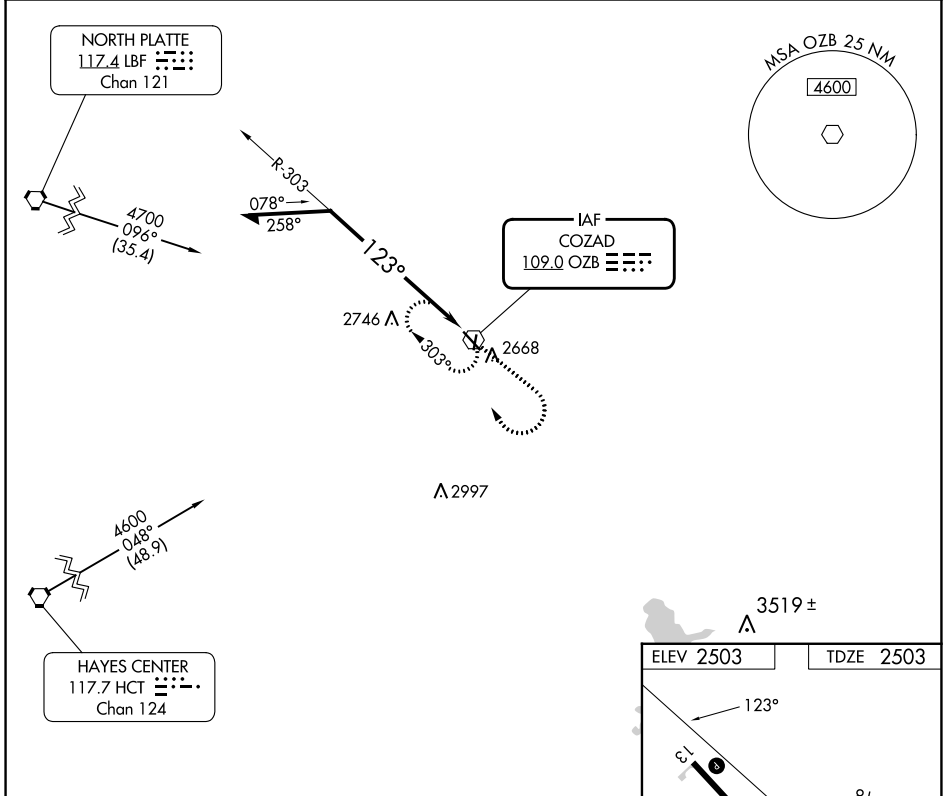 NORTH PLATTE
117.4 LBF
Chan 121
MSA OZB 25 NM
4600
R-303
078°
258°
4700
096°
(35.4)
123°
IAF
COZAD
109.0 OZB
2746
303°
2668
2997
4600
048°
(48.9)
3519 ±
HAYES CENTER
117.7 HCT
Chan 124
ELEV 2503
TDZE 2503
123°
13
P